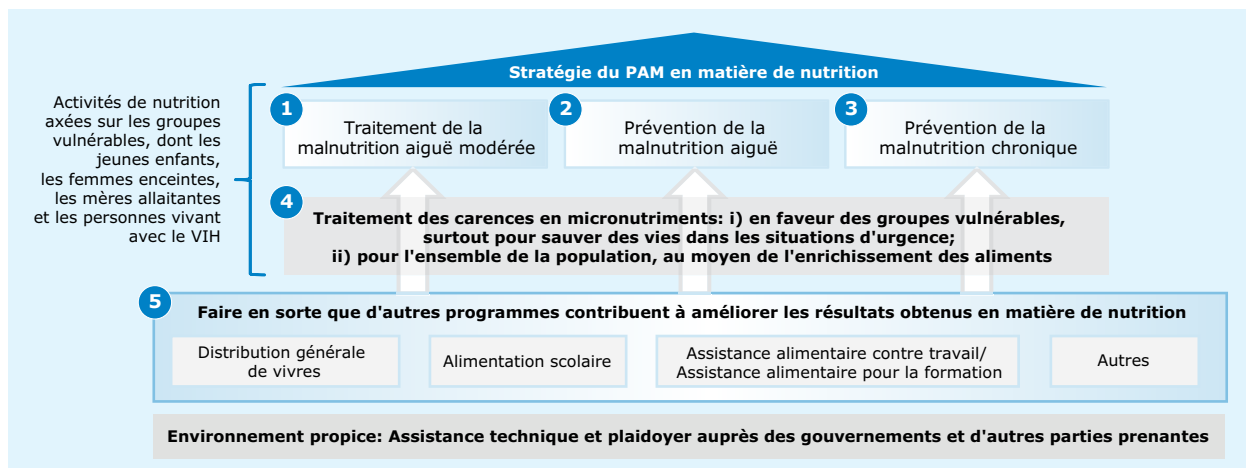 Stratégie du PAM en matière de nutrition
Activités de nutrition
axées sur les groupes
vulnérables, dont les
jeunes enfants,
les femmes enceintes,
les mères allaitantes
et les personnes vivant
avec le VIH
1
Traitement de la
malnutrition aiguë modérée
2
Prévention de la
malnutrition aiguë
3
Prévention de la
malnutrition chronique
4
Traitement des carences en micronutriments: i) en faveur des groupes vulnérables,
surtout pour sauver des vies dans les situations d'urgence;
ii) pour l'ensemble de la population, au moyen de l'enrichissement des aliments
5
Faire en sorte que d'autres programmes contribuent à améliorer les résultats obtenus en matière de nutrition
Distribution générale
de vivres
Alimentation scolaire
Assistance alimentaire contre travail/
Assistance alimentaire pour la formation
Autres
Environnement propice: Assistance technique et plaidoyer auprès des gouvernements et d'autres parties prenantes